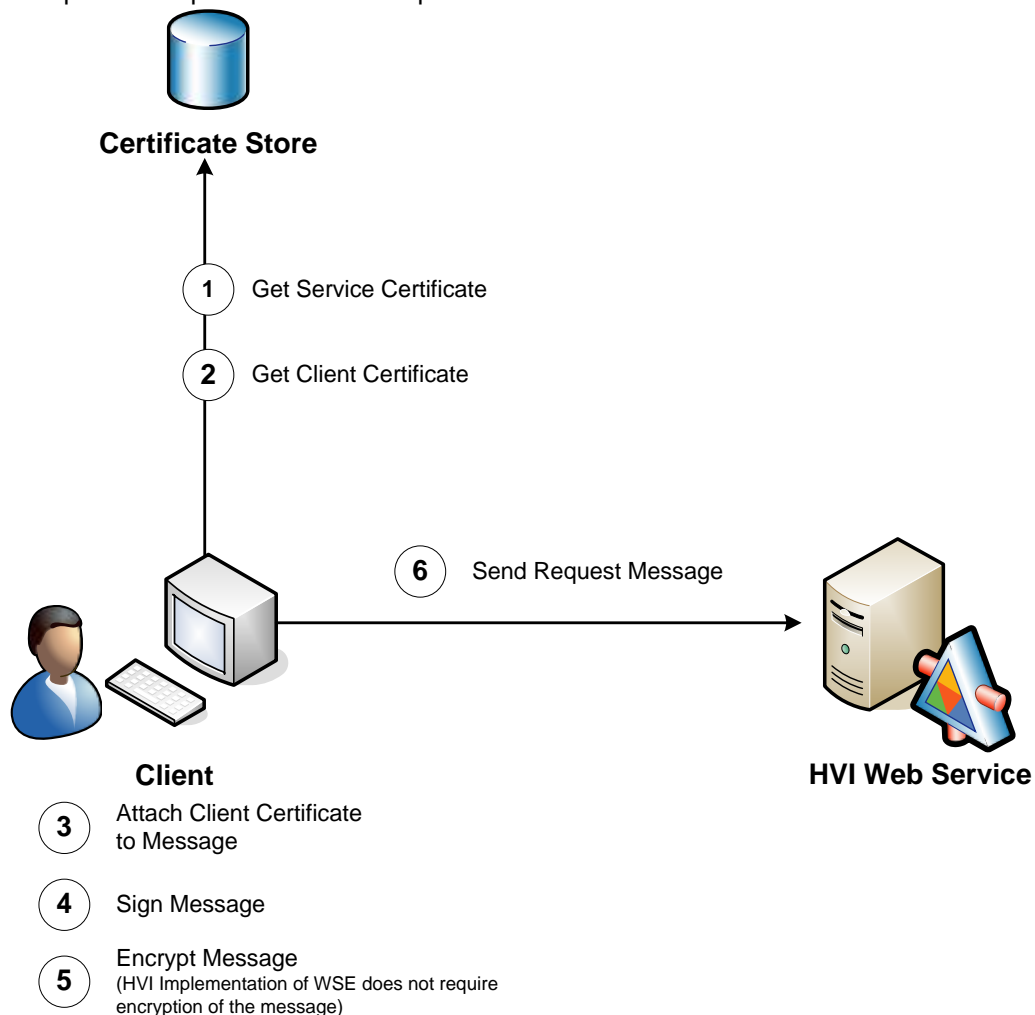 Certificate Store
1 Get Service Certificate
2 Get Client Certificate
6 Send Request Message
Client
HVI Web Service
3 Attach Client Certificate
to Message
4 Sign Message
5 Encrypt Message
(HVI Implementation of WSE does not require
encryption of the message)